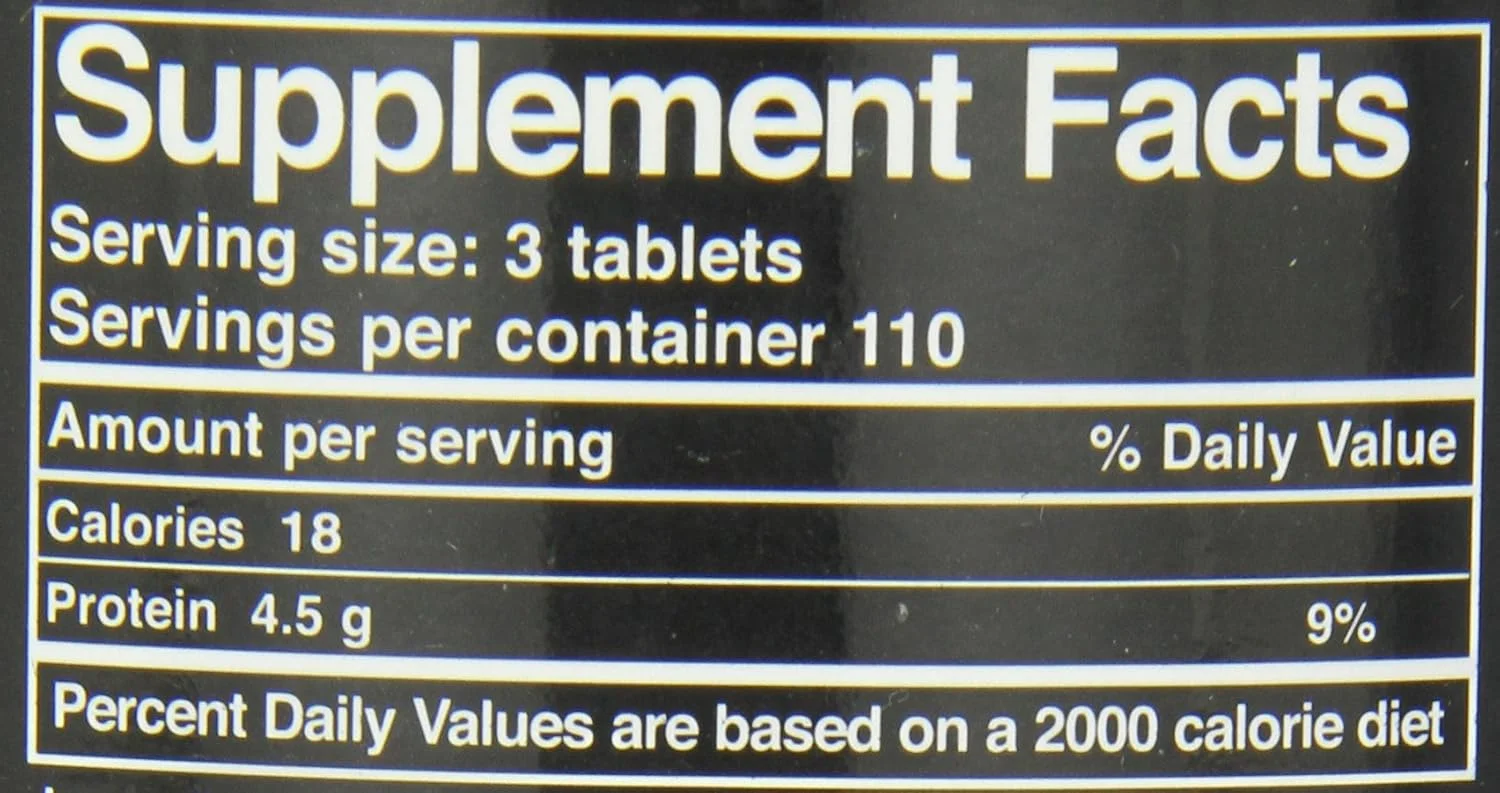 Supplement Facts
Serving size: 3 tablets
Servings per container 110
Amount per serving % Daily Value
Calories 18
Protein 4.5 g 9%
Percent Daily Values are based on a 2000 calorie diet